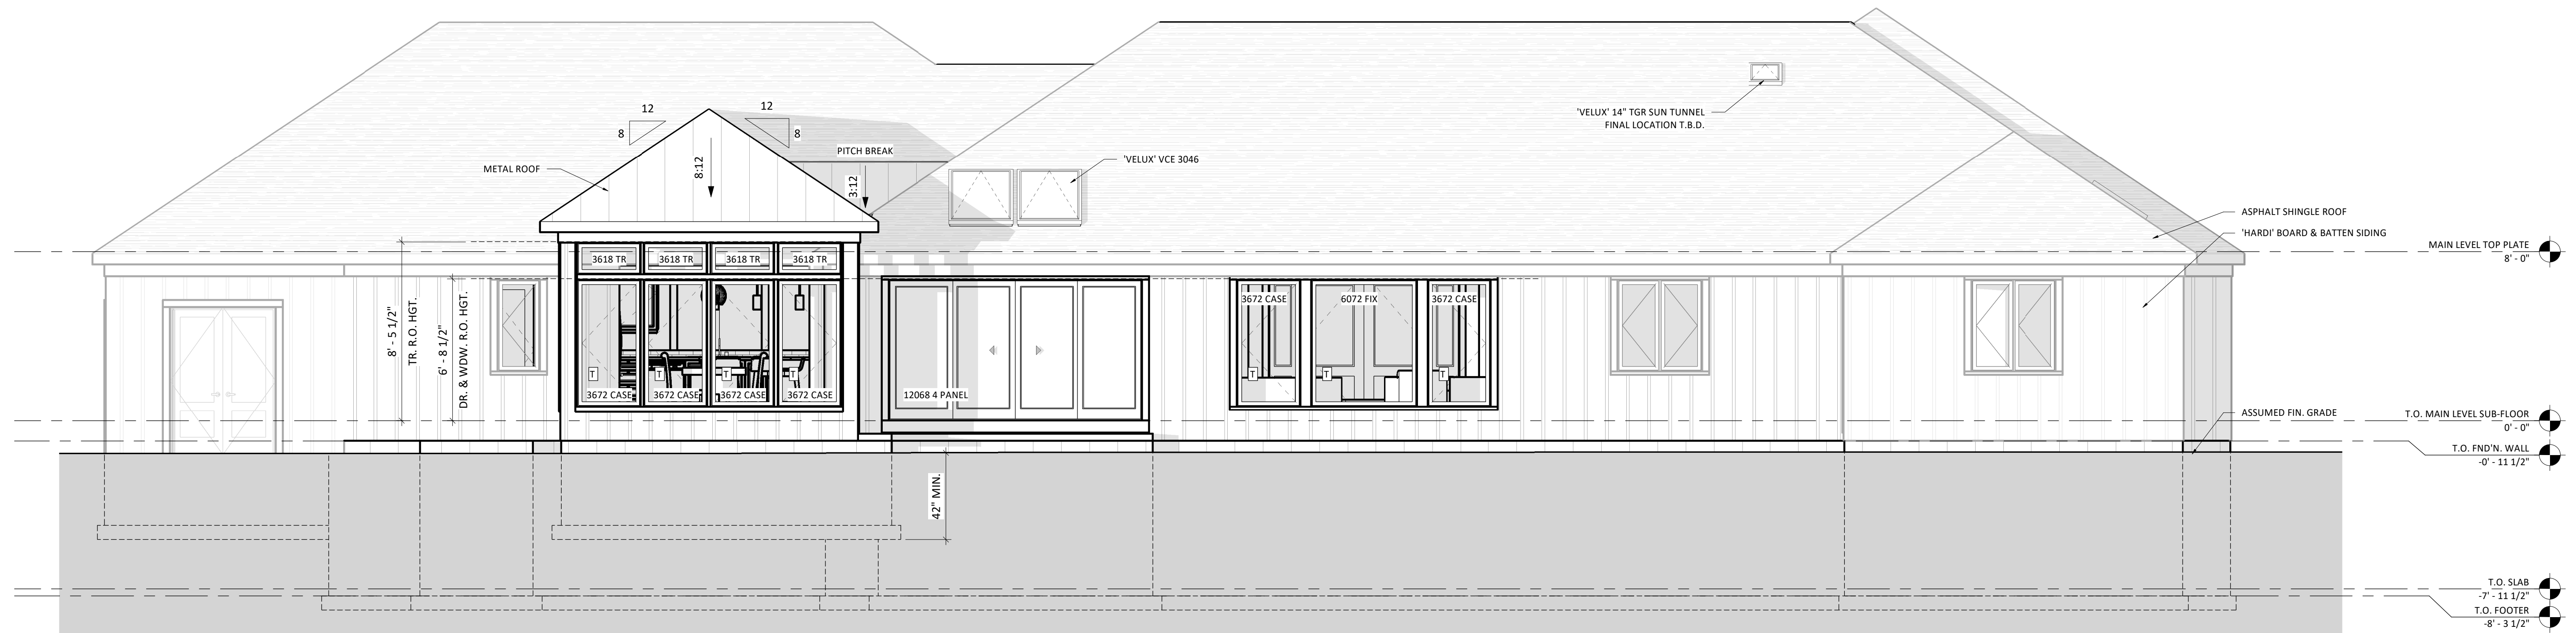 12
8
12
8
'VELUX' 14" TGR SUN TUNNEL
FINAL LOCATION T.B.D.
PITCH BREAK
METAL ROOF
8:12
3:12
'VELUX' VCE 3046
ASPHALT SHINGLE ROOF
'HARDI' BOARD & BATTEN SIDING
MAIN LEVEL TOP PLATE
8' - 0"
3618 TR
3618 TR
3618 TR
3618 TR
8' - 5 1/2"
TR. R.O. HGT.
6' - 8 1/2"
DR. & WDW. R.O. HGT.
3672 CASE
6072 FIX
3672 CASE
T
T
T
T
T
T
T
3672 CASE
3672 CASE
3672 CASE
3672 CASE
12068 4 PANEL
ASSUMED FIN. GRADE
T.O. MAIN LEVEL SUB-FLOOR
0' - 0"
T.O. FND'N. WALL
-0' - 11 1/2"
42" MIN.
T.O. SLAB
-7' - 11 1/2"
T.O. FOOTER
-8' - 3 1/2"